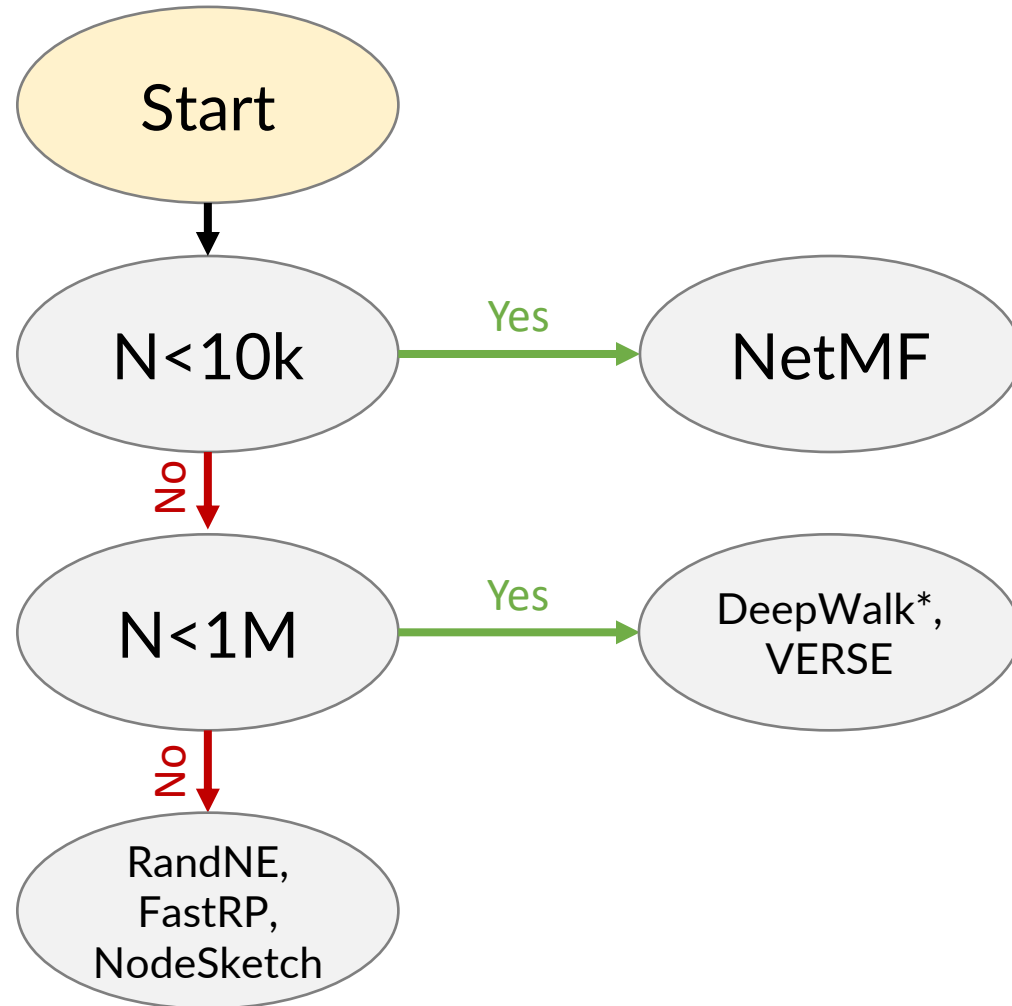 Start
N<10k
Yes
NetMF
No
N<1M
Yes
DeepWalk*,
VERSE
No
RandNE,
FastRP,
NodeSketch